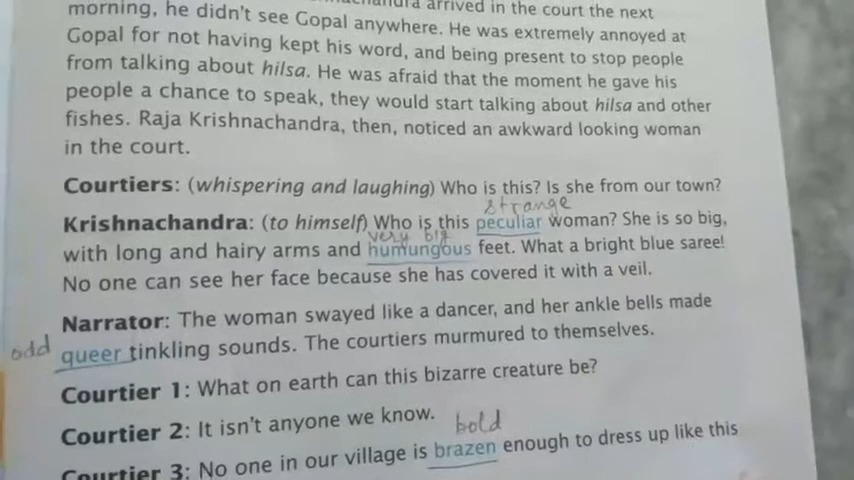 arrived in the court the next
morning, he didn't see Gopal anywhere. He was extremely annoyed at
Gopal for not having kept his word, and being present to stop people
from talking about hilsa. He was afraid that the moment he gave his
people a chance to speak, they would start talking about hilsa and other
fishes. Raja Krishnachandra, then, noticed an awkward looking woman
in the court.
Courtiers: (whispering and laughing) Who is this? Is she from our town?
strange
Krishnachandra: (to himself) Who is this peculiar woman? She is so big,
very big
with long and hairy arms and humungous feet. What a bright blue saree!
No one can see her face because she has covered it with a veil.
Narrator: The woman swayed like a dancer, and her ankle bells made
odd queer tinkling sounds. The courtiers murmured to themselves.
Courtier 1: What on earth can this bizarre creature be?
Courtier 2: It isn't anyone we know.
bold
Courtier 3: No one in our village is brazen enough to dress up like this